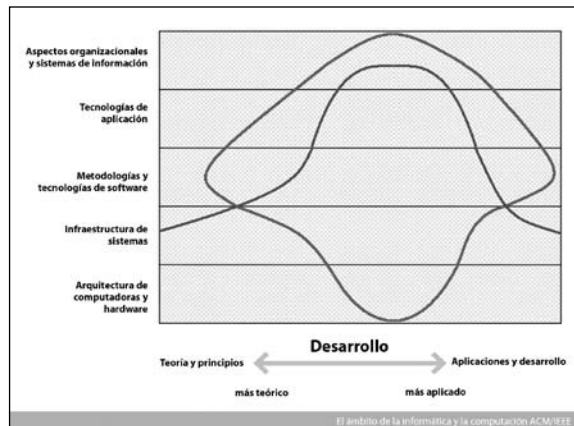 Aspectos organizacionales
y sistemas de información
Tecnologías de
aplicación
Metodologías y
tecnologías de software
Infraestructura de
sistemas
Arquitectura de
computadoras y
hardware
Desarrollo
Teoría y principios
Aplicaciones y desarrollo
más teórico
más aplicado
El ámbito de la informática y la computación ACM/IEEE